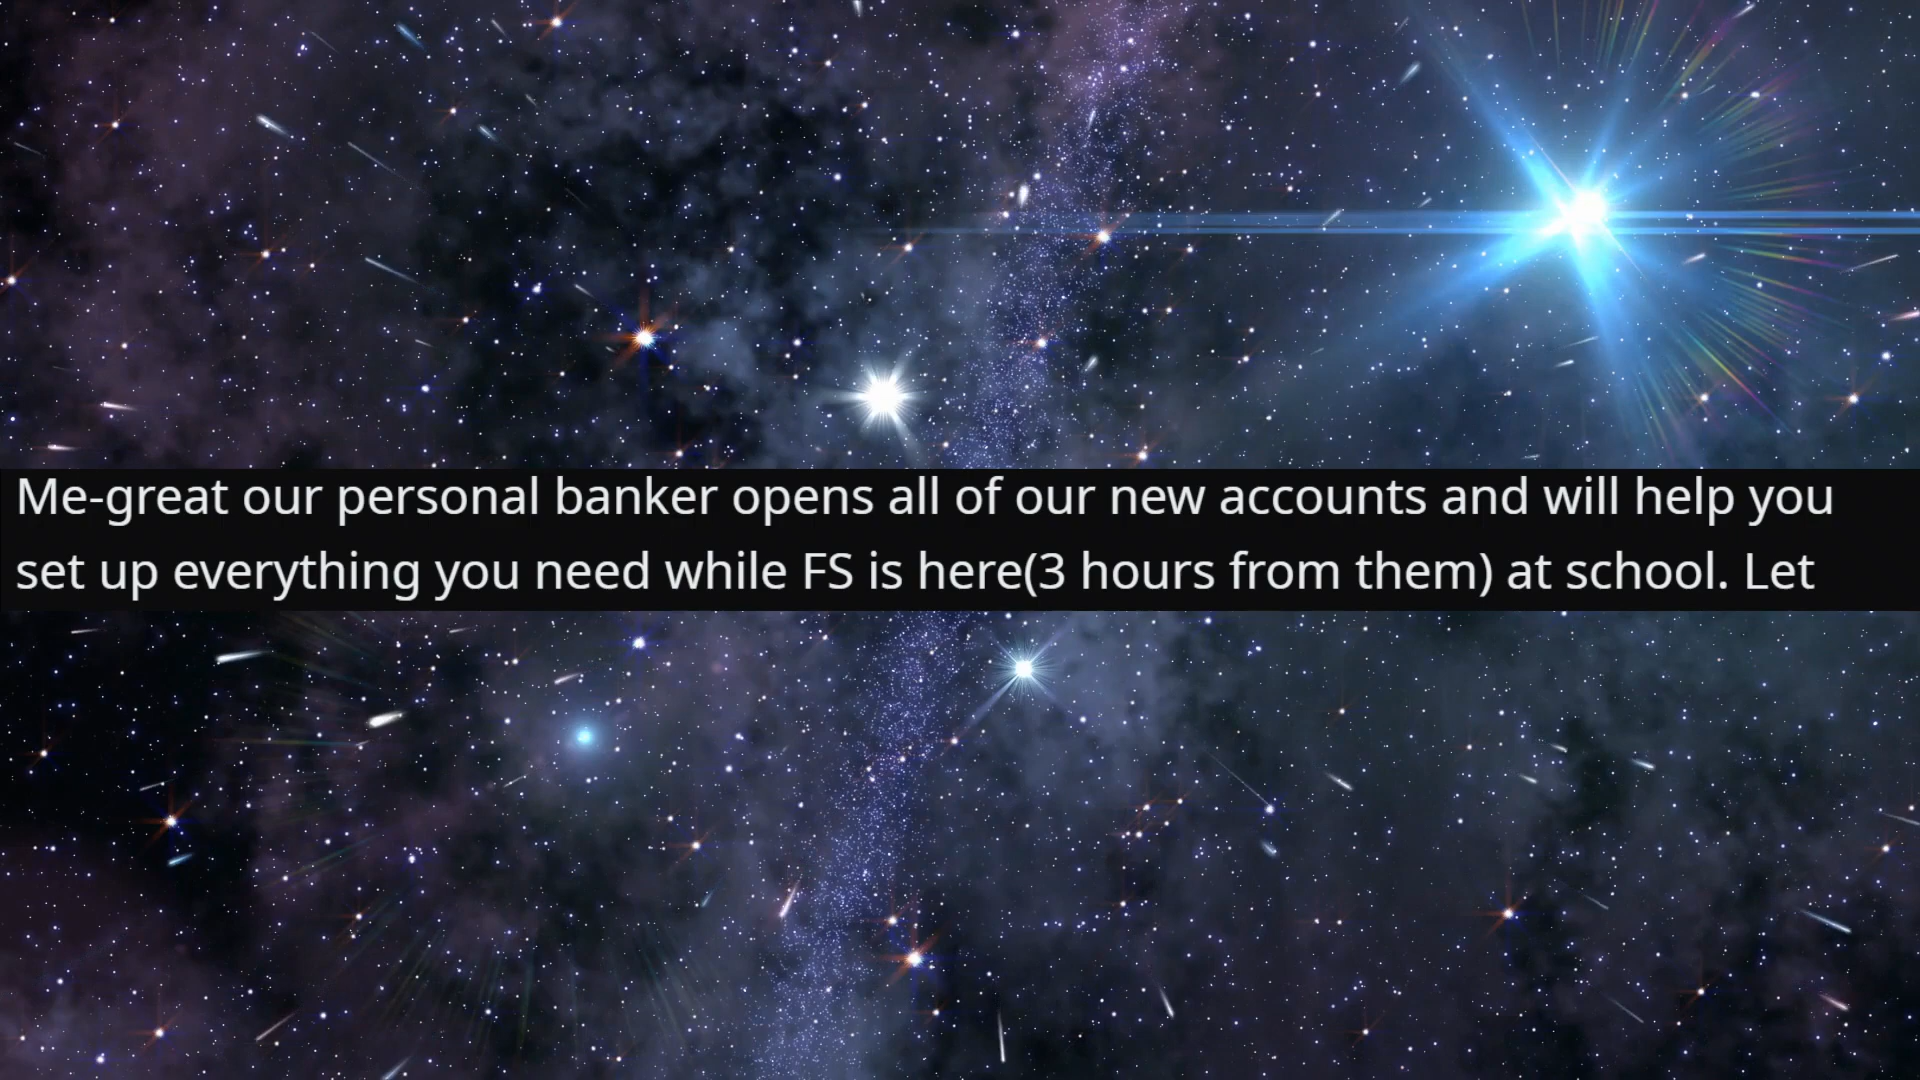 Me-great our personal banker opens all of our new accounts and will help you
set up everything you need while FS is here(3 hours from them) at school. Let